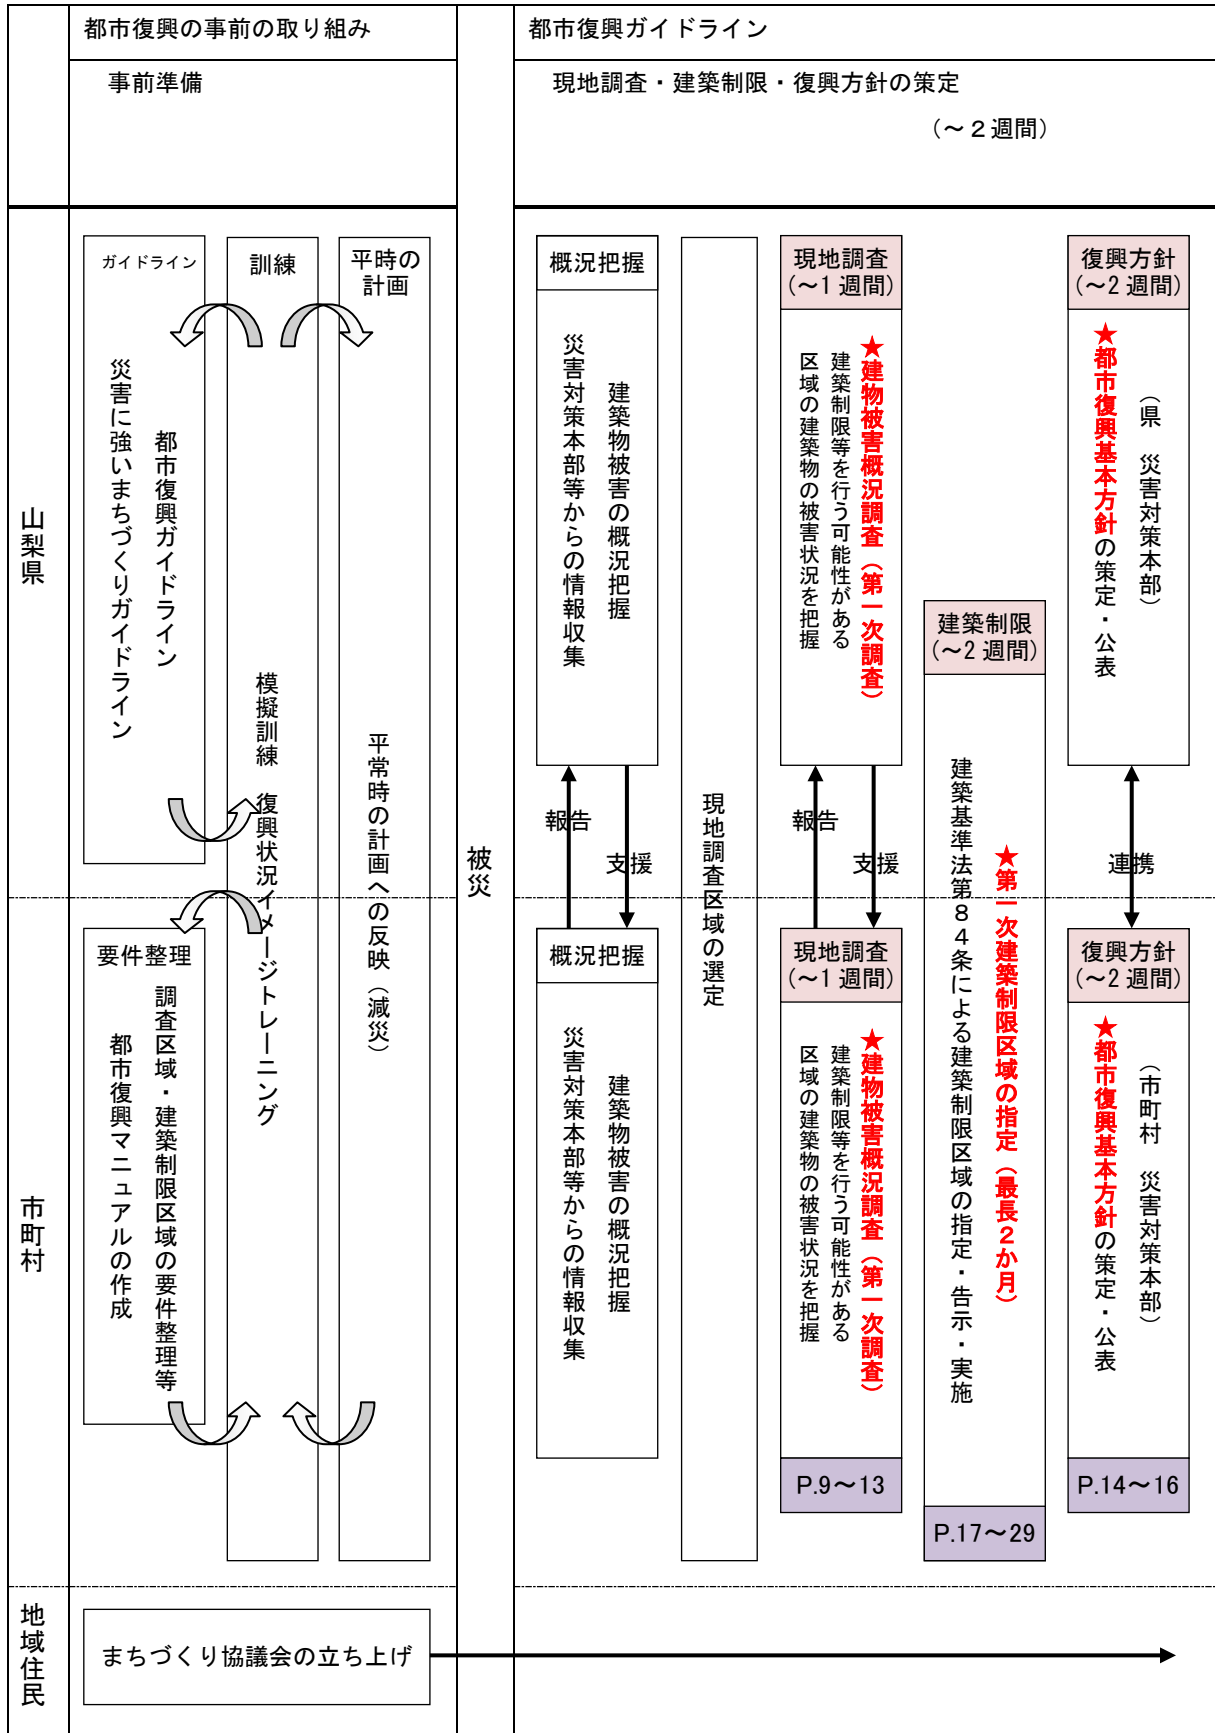 都市復興の事前の取り組み
都市復興ガイドライン
事前準備
現地調査・建築制限・復興方針の策定
（～２週間）
山梨県
ガイドライン
都市復興ガイドライン
災害に強いまちづくりガイドライン
訓練
模擬訓練　復興状況イメージトレーニング
平時の
計画
平常時の計画への反映（減災）
被災
概況把握
建築物被害の概況把握
災害対策本部等からの情報収集
報告
支援
現地調査区域の選定
現地調査
(～1 週間)
★建物被害概況調査（第一次調査）
建築制限等を行う可能性がある
区域の建築物の被害状況を把握
報告
支援
建築制限
(～2 週間)
★第一次建築制限区域の指定（最長２か月）
建築基準法第８４条による建築制限区域の指定・告示・実施
P.17～29
復興方針
(～2 週間)
（県　災害対策本部）
★都市復興基本方針の策定・公表
連携
市町村
要件整理
調査区域・建築制限区域の要件整理等
都市復興マニュアルの作成
概況把握
建築物被害の概況把握
災害対策本部等からの情報収集
現地調査
(～1 週間)
★建物被害概況調査（第一次調査）
建築制限等を行う可能性がある
区域の建築物の被害状況を把握
P.9～13
復興方針
(～2 週間)
（市町村　災害対策本部）
★都市復興基本方針の策定・公表
P.14～16
地域住民
まちづくり協議会の立ち上げ